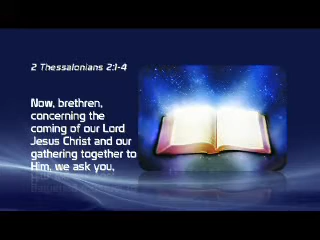 2 Thessalonians 2:1-4
Now, brethren,
concerning the
coming of our Lord
Jesus Christ and our
gathering together to
Him, we ask you,